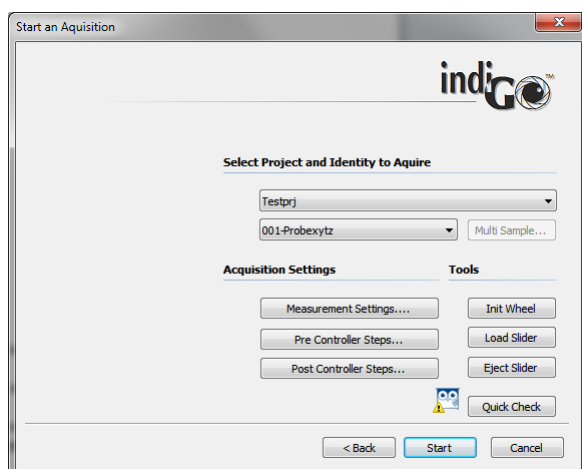 Start an Aquisition
indiGO™
Select Project and Identity to Aquire
Testprj
001-Probexytz
Multi Sample...
Acquisition Settings
Tools
Measurement Settings....
Init Wheel
Pre Controller Steps...
Load Slider
Post Controller Steps...
Eject Slider
Quick Check
< Back
Start
Cancel